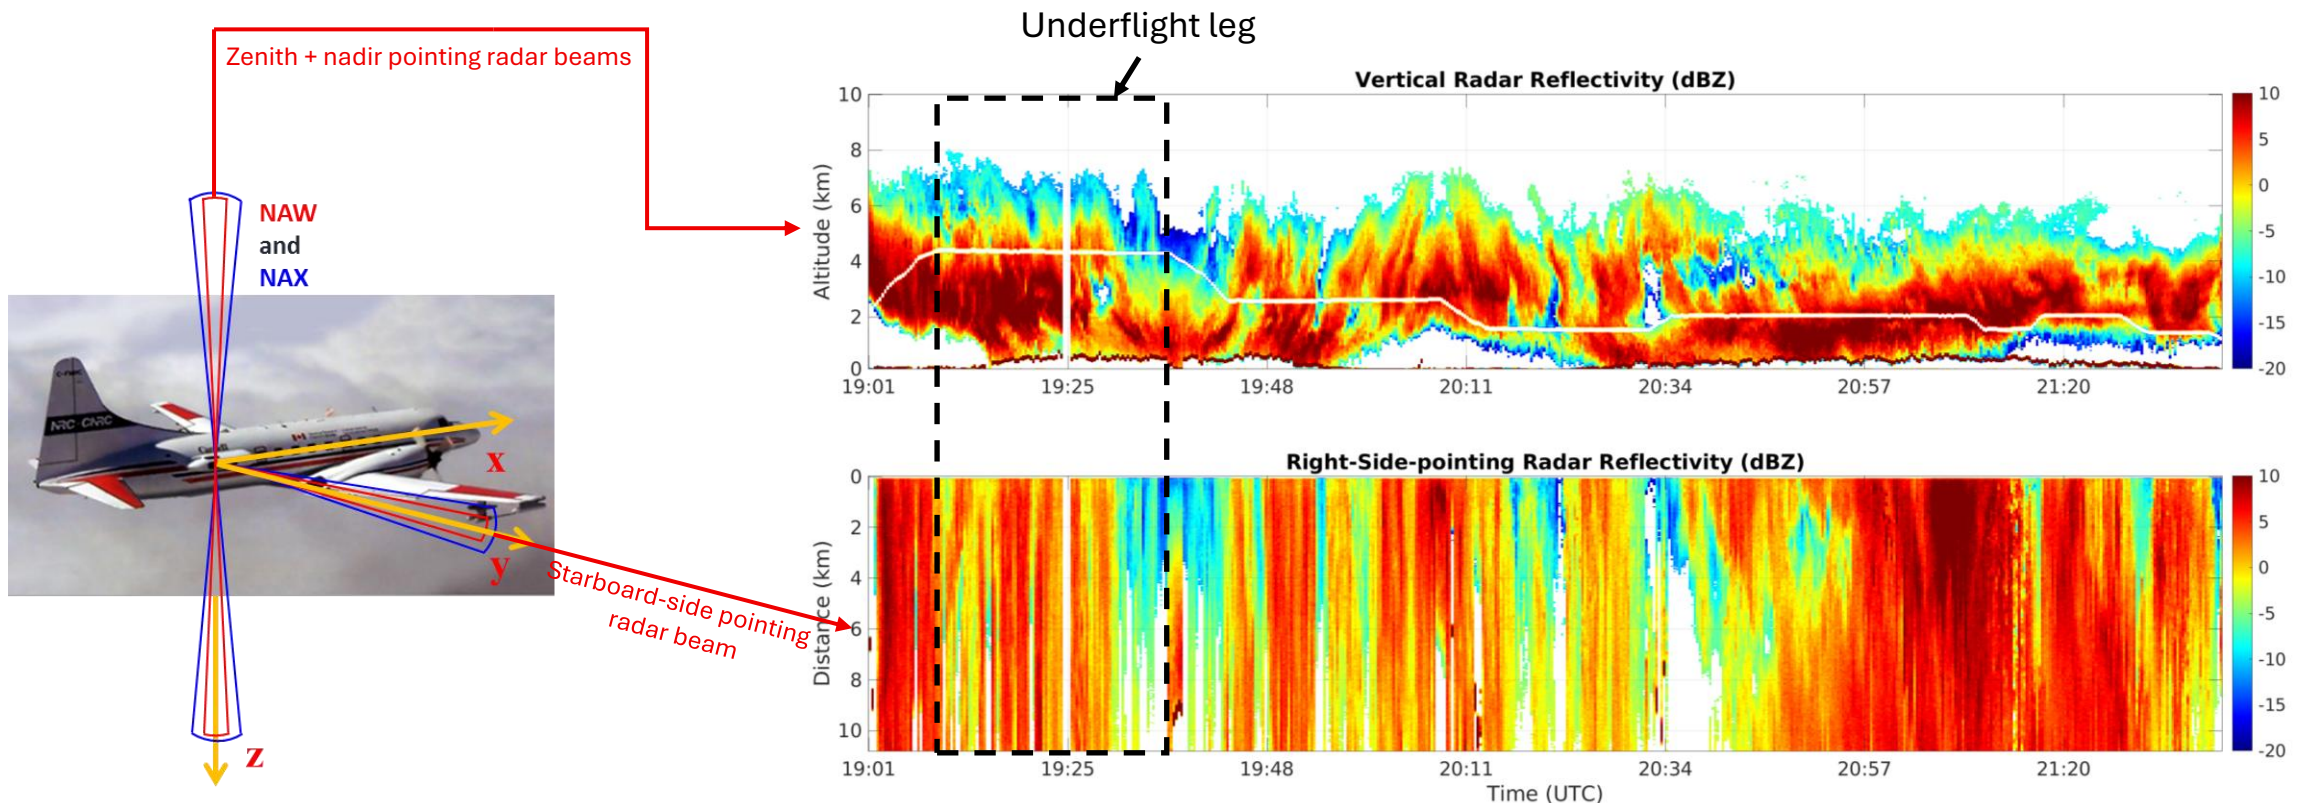 Underflight leg
Zenith + nadir pointing radar beams
NAW
and
NAX
NRC·CNRC
x
y
z
Starboard-side pointing
radar beam
Vertical Radar Reflectivity (dBZ)
Altitude (km)
10
8
6
4
2
0
19:01 19:25 19:48 20:11 20:34 20:57 21:20
10
5
0
-5
-10
-15
-20
Right-Side-pointing Radar Reflectivity (dBZ)
Distance (km)
0
2
4
6
8
10
19:01 19:25 19:48 20:11 20:34 20:57 21:20
Time (UTC)
10
5
0
-5
-10
-15
-20